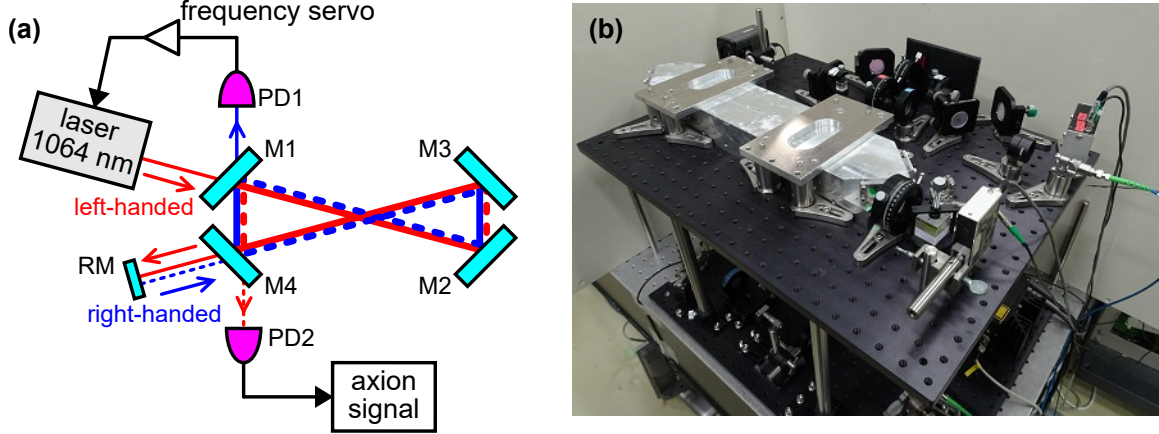 (a)
frequency servo
PD1
laser
1064 nm
M1
M3
left-handed
RM
M4
M2
right-handed
PD2
axion
signal
(b)